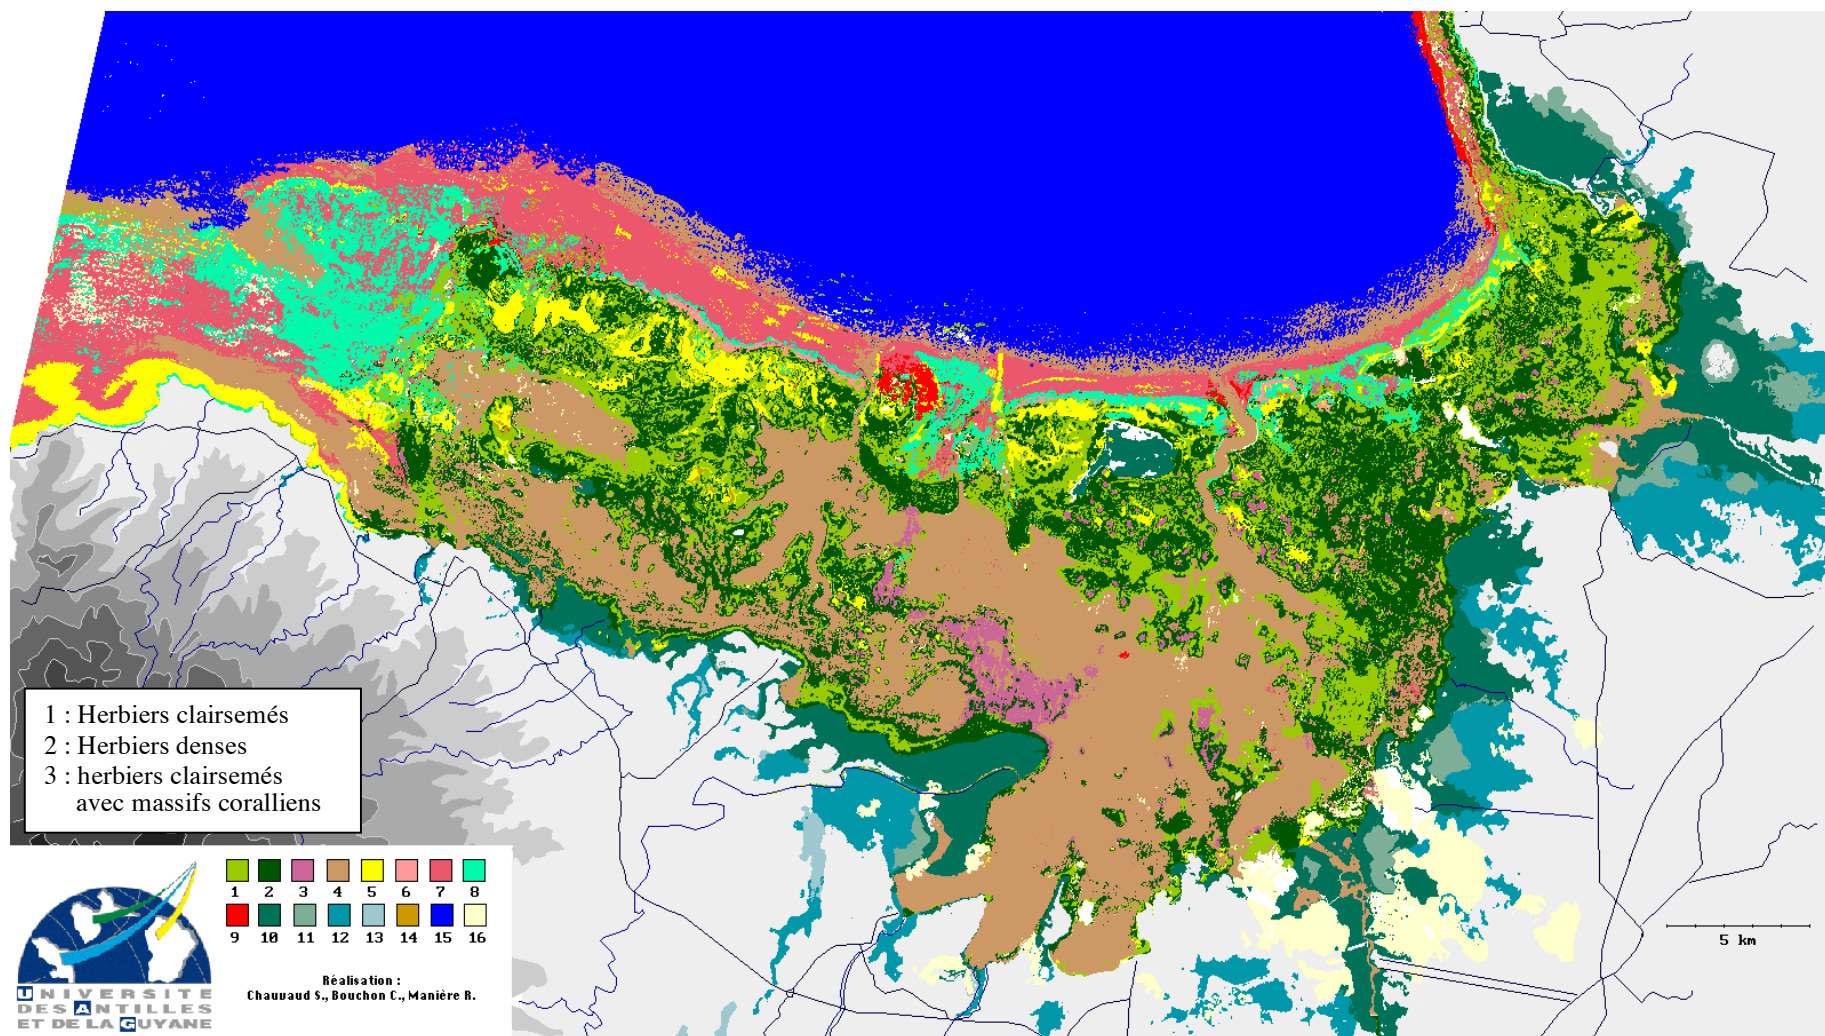 1 : Herbiers clairsemés
2 : Herbiers denses
3 : herbiers clairsemés
avec massifs coralliens
1 2 3 4 5 6 7 8
9 10 11 12 13 14 15 16
Réalisation :
Chauvaud S., Bouchon C., Manière R.
UNIVERSITE
DES ANTILLES
ET DE LA GUYANE
5 km